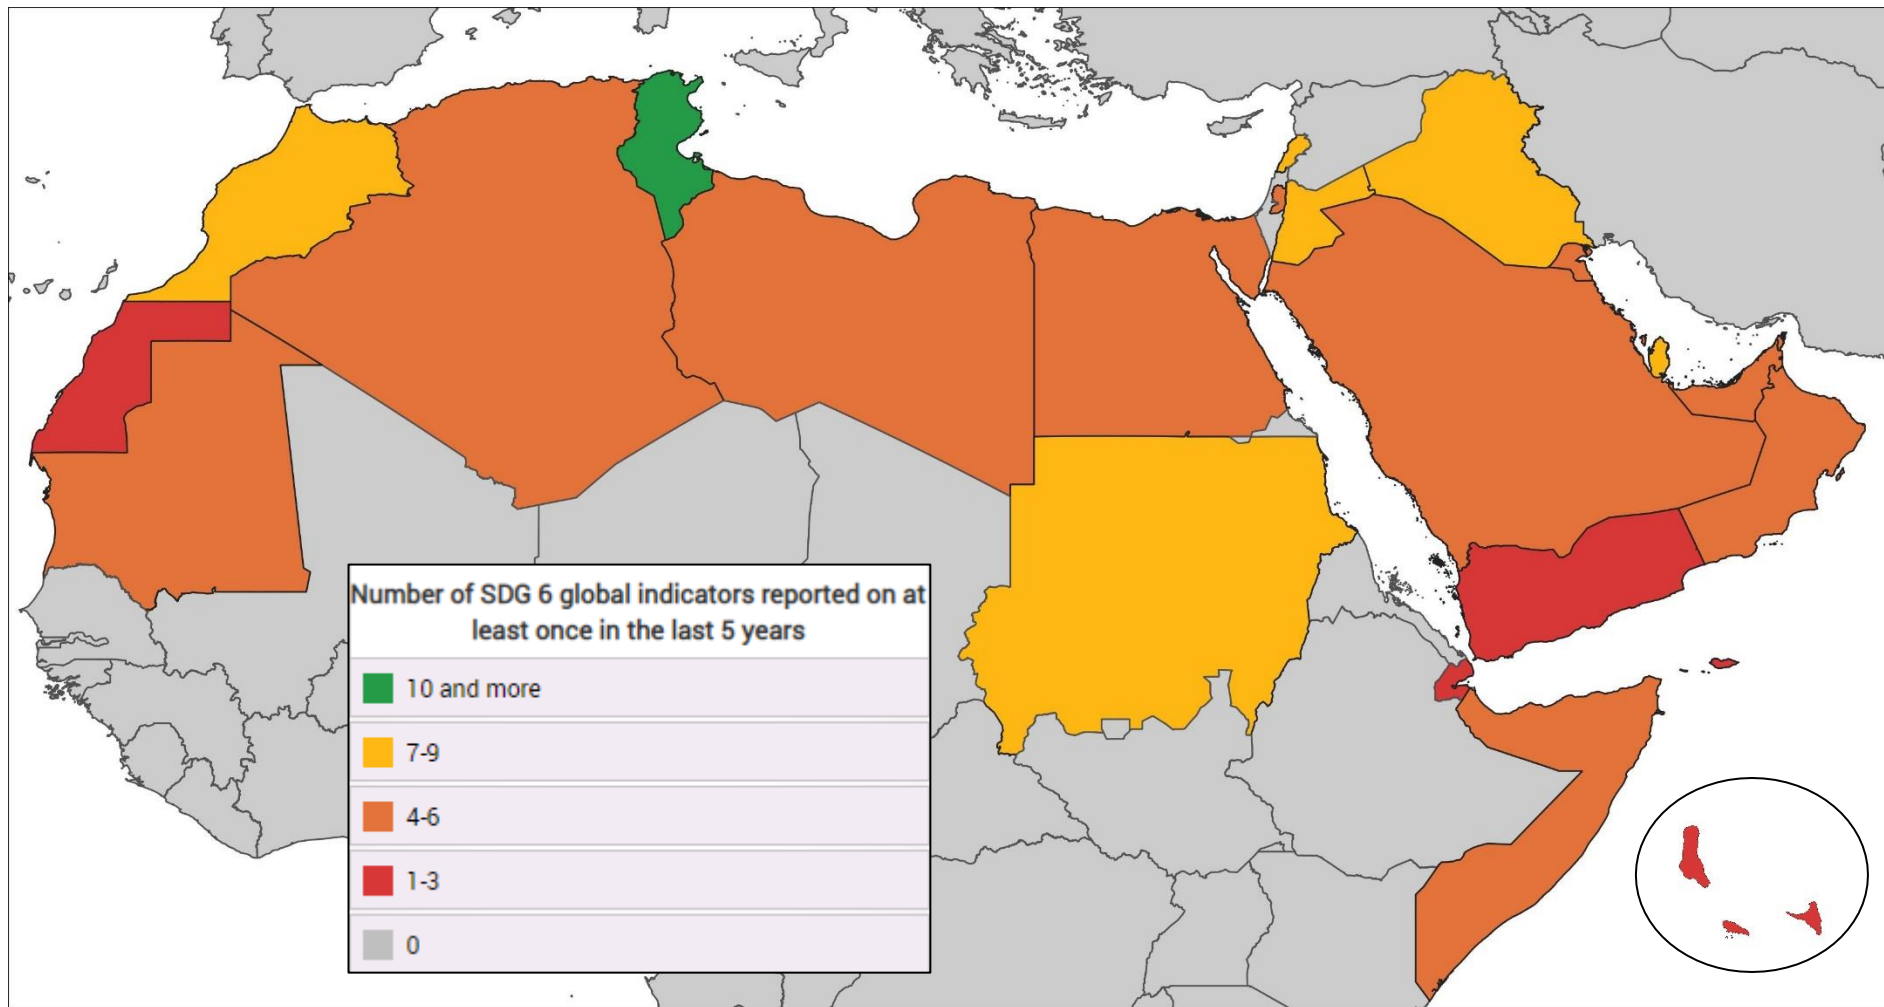 Number of SDG 6 global indicators reported on at
least once in the last 5 years
10 and more
7-9
4-6
1-3
0